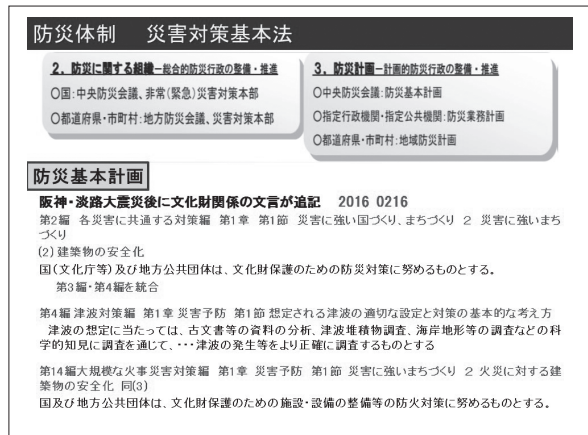 防災体制　災害対策基本法
2．防災に関する組織－総合的防災行政の整備・推進
○国：中央防災会議、非常（緊急）災害対策本部
○都道府県・市町村：地方防災会議、災害対策本部
3．防災計画－計画的防災行政の整備・推進
○中央防災会議：防災基本計画
○指定行政機関・指定公共機関：防災業務計画
○都道府県・市町村：地域防災計画
防災基本計画
阪神・淡路大震災後に文化財関係の文言が追記　2016 0216
第2編 各災害に共通する対策編 第1章 第1節 災害に強い国づくり、まちづくり 2 災害に強いまち
づくり
(2) 建築物の安全化
国（文化庁等）及び地方公共団体は、文化財保護のための防災対策に努めるものとする。
第3編・第4編を統合
第4編 津波対策編 第1章 災害予防 第1節 想定される津波の適切な設定と対策の基本的な考え方
津波の想定に当たっては、古文書等の資料の分析、津波堆積物調査、海岸地形等の調査などの科
学的知見に調査を通じて、・・・津波の発生等をより正確に調査するものとする
第14編大規模な火事災害対策編 第1章 災害予防 第1節 災害に強いまちづくり 2 火災に対する建
築物の安全化 同(3)
国及び地方公共団体は、文化財保護のための施設・設備の整備等の防火対策に努めるものとする。